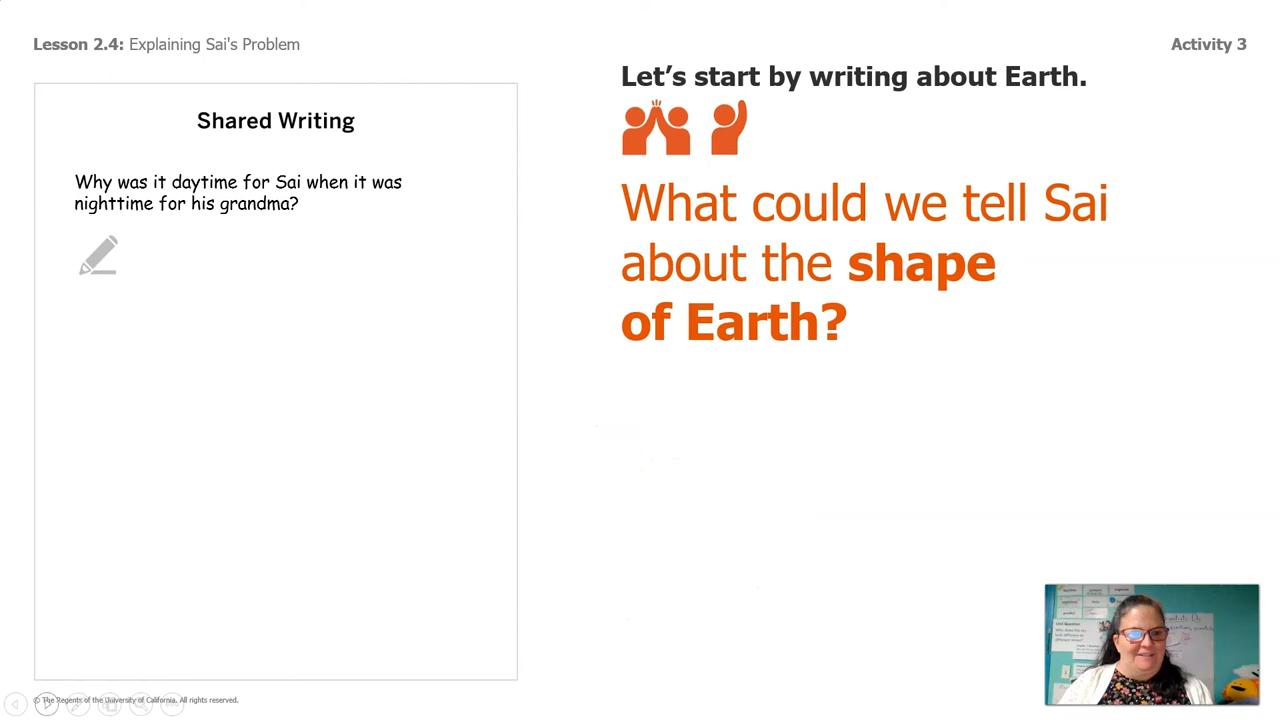 Lesson 2.4: Explaining Sai's Problem
Activity 3
Shared Writing
Why was it daytime for Sai when it was
nighttime for his grandma?
Let’s start by writing about Earth.
What could we tell Sai
about the shape
of Earth?
© The Regents of the University of California. All rights reserved.